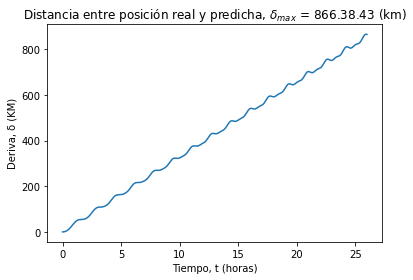 Distancia entre posición real y predicha, δmax = 866.38.43 (km)
Deriva, δ (KM)
800
600
400
200
0
0 5 10 15 20 25
Tiempo, t (horas)